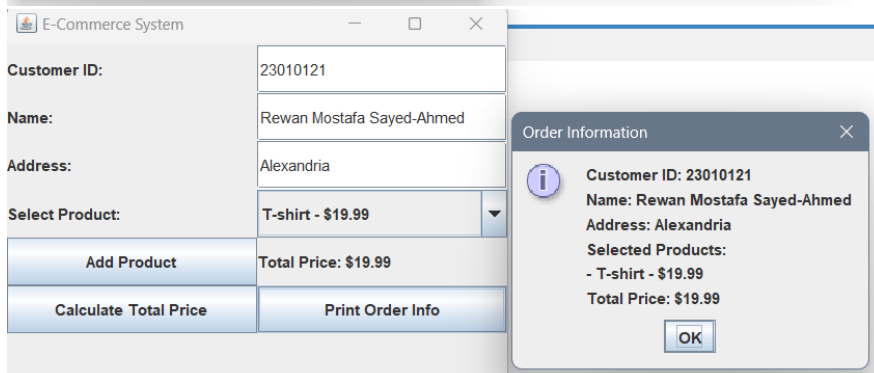 E-Commerce System
Customer ID:
23010121
Name:
Rewan Mostafa Sayed-Ahmed
Address:
Alexandria
Select Product:
T-shirt - $19.99
Add Product
Total Price: $19.99
Calculate Total Price
Print Order Info
Order Information
Customer ID: 23010121
Name: Rewan Mostafa Sayed-Ahmed
Address: Alexandria
Selected Products:
- T-shirt - $19.99
Total Price: $19.99
OK